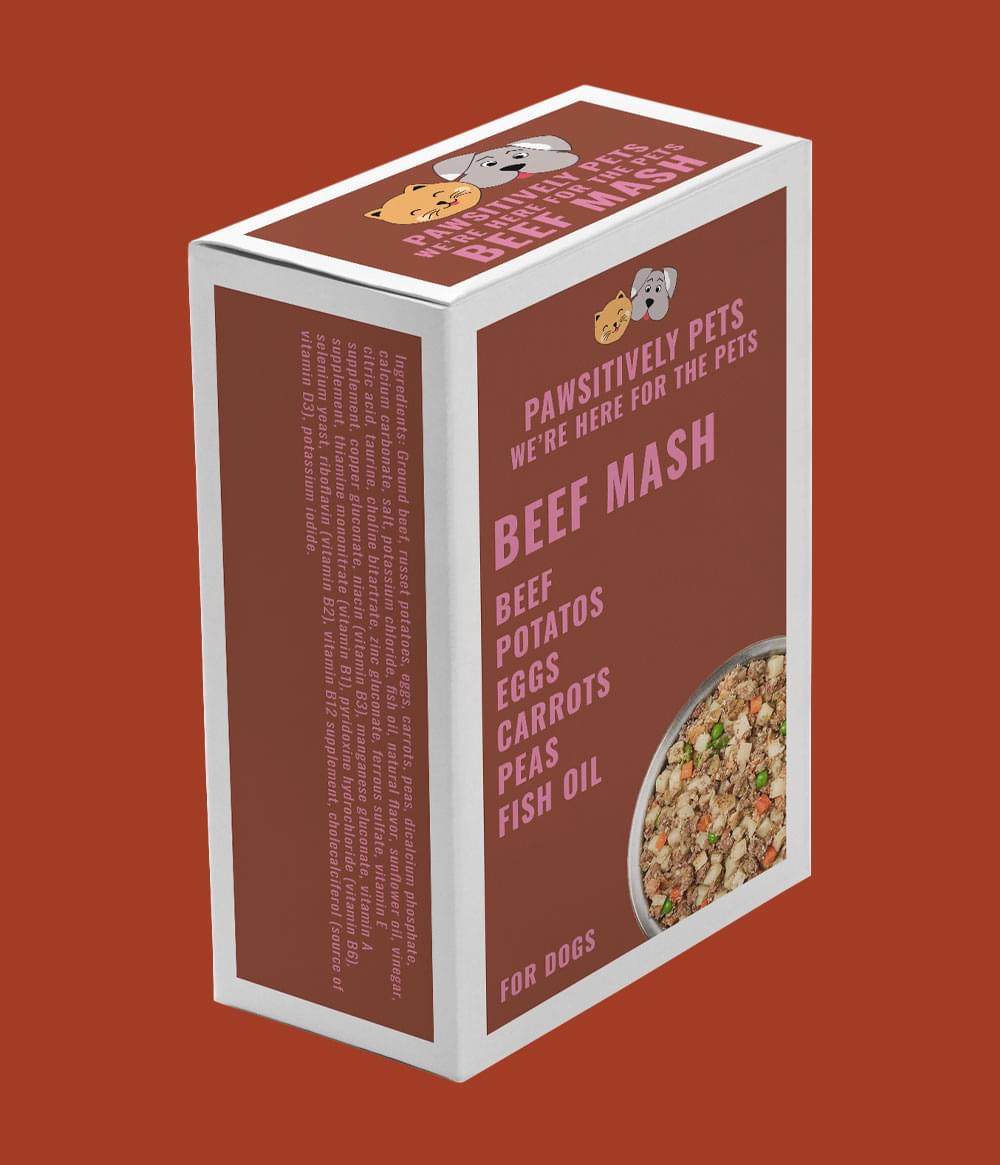 PAWSITIVELY PETS
WE'RE HERE FOR THE PETS
BEEF MASH
PAWSITIVELY PETS
WE'RE HERE FOR THE PETS
BEEF MASH
BEEF
POTATOS
EGGS
CARROTS
PEAS
FISH OIL
FOR DOGS
Ingredients: Ground beef, russet potatoes, eggs, carrots, peas, dicalcium phosphate,
calcium carbonate, salt, potassium chloride, fish oil, natural flavor, sunflower oil, vinegar,
citric acid, taurine, choline bitartrate, zinc gluconate, ferrous sulfate, vitamin E
supplement, copper gluconate, niacin (vitamin B3), manganese gluconate, vitamin A
supplement, thiamine mononitrate (vitamin B1), pyridoxine hydrochloride (vitamin B6),
selenium yeast, riboflavin (vitamin B2), vitamin B12 supplement, cholecalciferol (source of
vitamin D3), potassium iodide.